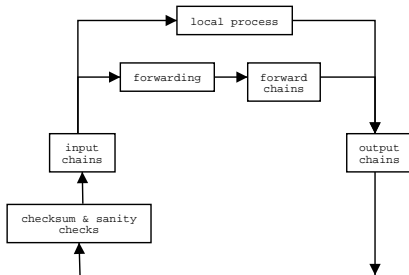 local process
forwarding
forward
chains
input
chains
output
chains
checksum & sanity
checks